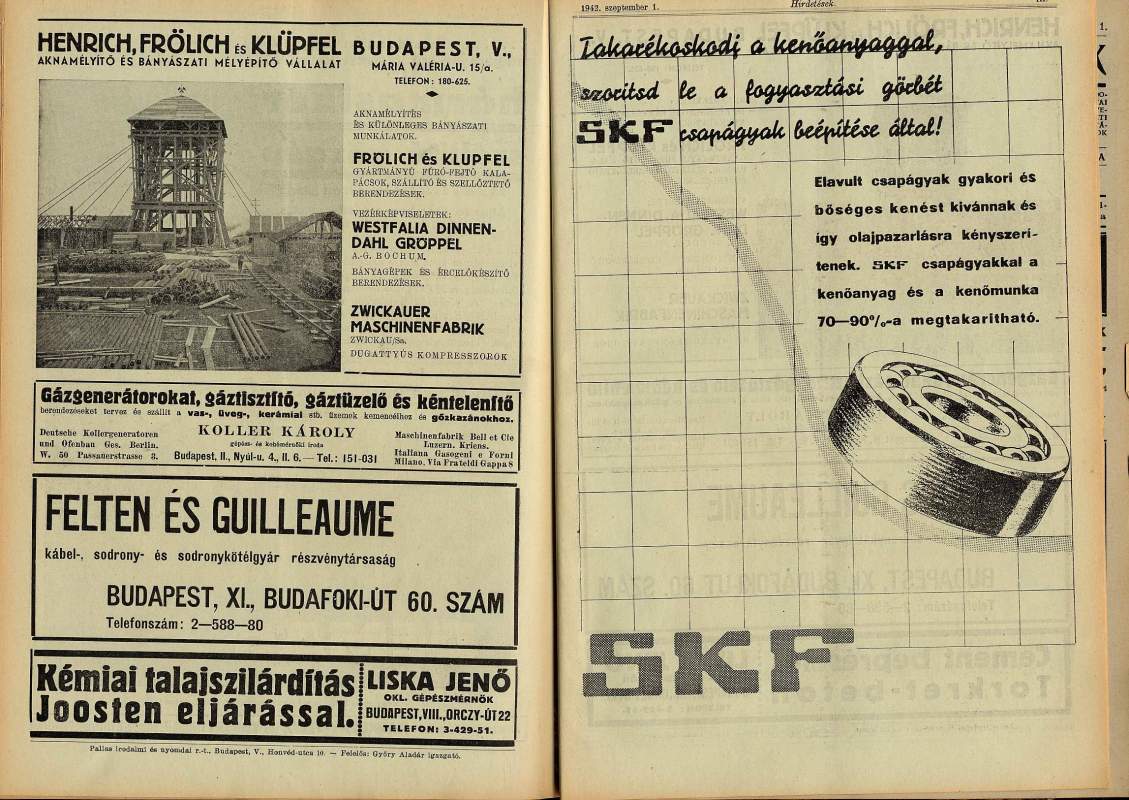 HENRICH, FRÖLICH ÉS KLÜPFEL
AKNAMÉLYÍTŐ ÉS BÁNYÁSZATI MÉLYÉPÍTŐ VÁLLALAT
BUDAPEST, V.,
MÁRIA VALÉRIA-U. 15/a.
TELEFON: 180-625.
AKNAMÉLYÍTÉS
ÉS KÜLÖNLEGES BÁNYÁSZATI
MUNKÁLATOK.
FRÖLICH és KLUPFEL
GYÁRTMÁNYÚ FÚRÓ-FEJTŐ KALA-
PÁCSOK, SZÁLLÍTÓ ÉS SZELLŐZTETŐ
BERENDEZÉSEK.
VEZÉRKÉPVISELETEK:
WESTFALIA DINNEN-
DAHL GRÖPPEL
A.-G. BOCHUM.
BÁNYAGÉPEK ÉS ÉRCELŐKÉSZÍTŐ
BERENDEZÉSEK.
ZWICKAUER
MASCHINENFABRIK
ZWICKAU/Sa.
DUGATTYÚS KOMPRESSZOROK
Gázgenerátorokat, gáztisztító, gáztüzelő és kéntelenítő
berendezéseket tervez és szállít a vas-, üveg-, kerámiai stb. üzemek kemencéihez és gőzkazánokhoz.
Deutsche Kollergeneratoren
und Ofenbau Ges. Berlin.
W. 50 Passauerstrasse 3.
KOLLER KÁROLY
gépész- és kohómérnöki iroda
Budapest, II., Nyúl-u. 4., II. 6. — Tel.: 151-031
Maschinenfabrik Bell et Cie
Luzern. Kriens.
Italiana Gasogeni e Forni
Milano, Via Frateldi Gappa 8
FELTEN ÉS GUILLEAUME
kábel-, sodrony- és sodronykötélgyár részvénytársaság
BUDAPEST, XI., BUDAFOKI-ÚT 60. SZÁM
Telefonszám: 2—588—80
Kémiai talajszilárdítás
Joosten eljárással.
LISKA JENŐ
OKL. GÉPÉSZMÉRNÖK
BUDAPEST, VIII., ORCZY-ÚT 22
TELEFON: 3-429-51.
Pallas irodalmi és nyomdai r.-t., Budapest, V., Honvéd-utca 10. — Felelős: Győry Aladár igazgató.
1942. szeptember 1.
Hirdetések.
Takarékoskodj a kenőanyaggal,
szoritsd le a fogyasztási görbét
SKF csapágyak beépítése által!
Elavult csapágyak gyakori és
bőséges kenést kivánnak és
így olajpazarlásra kényszerí-
tenek. SKF csapágyakkal a
kenőanyag és a kenőmunka
70—90%-a megtakaritható.
SKF